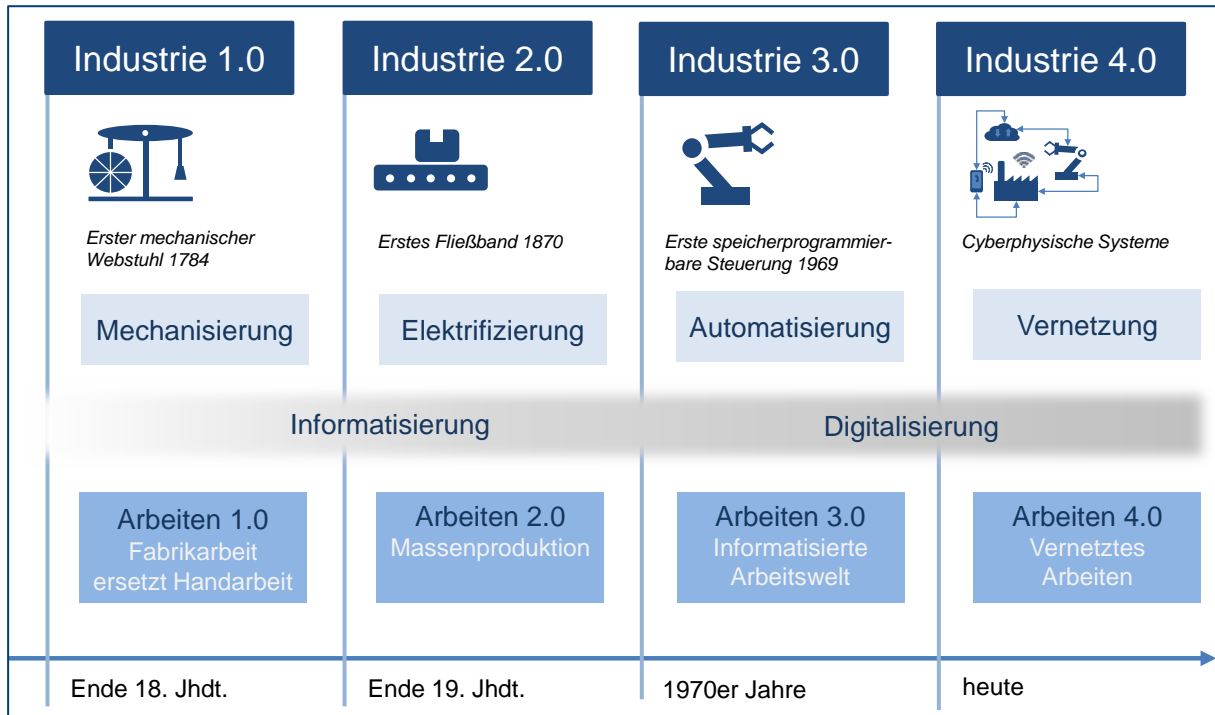 Industrie 1.0
Industrie 2.0
Industrie 3.0
Industrie 4.0
Erster mechanischer
Webstuhl 1784
Erstes Fließband 1870
Erste speicherprogrammier-
bare Steuerung 1969
Cyberphysische Systeme
Mechanisierung
Elektrifizierung
Automatisierung
Vernetzung
Informatisierung
Digitalisierung
Arbeiten 1.0
Fabrikarbeit
ersetzt Handarbeit
Arbeiten 2.0
Massenproduktion
Arbeiten 3.0
Informatisierte
Arbeitswelt
Arbeiten 4.0
Vernetztes
Arbeiten
Ende 18. Jhdt.
Ende 19. Jhdt.
1970er Jahre
heute